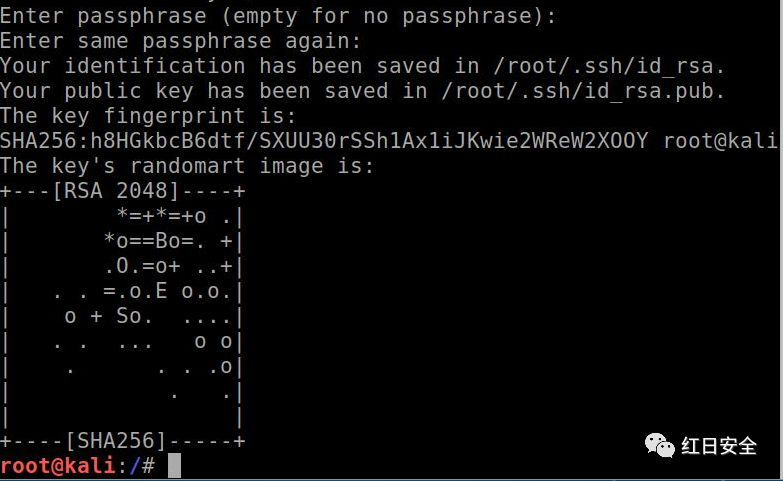 Enter passphrase (empty for no passphrase):
Enter same passphrase again:
Your identification has been saved in /root/.ssh/id_rsa.
Your public key has been saved in /root/.ssh/id_rsa.pub.
The key fingerprint is:
SHA256:h8HGkbcB6dtf/SXUU30rSSh1Ax1iJKwie2WReW2XOOY root@kali
The key's randomart image is:
+---[RSA 2048]----+
|        *=+*=+o .|
|       *o==Bo=. +|
|       .O.=o+ ..+|
|   . . =.o.E o.o.|
|    o + So.  ....|
|   . .  ...   o o|
|    .      . . .o|
|            .   .|
|                 |
+----[SHA256]-----+
root@kali:/#
红日安全